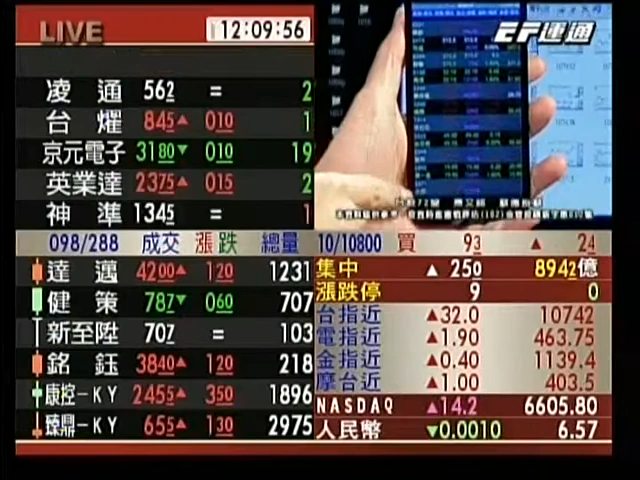 LIVE 12:09:56
EF運通
凌通 562 = 2
台燿 845▲ 010 1
京元電子 3180▼ 010 19
英業達 2375▲ 015 2
神準 1345 = 1
098/288 成交 漲跌 總量
達邁 4200▲ 120 1231
健策 787▼ 060 707
新至陞 707 = 103
銘鈺 3840▲ 120 218
康控-KY 2455▲ 350 1896
臻鼎-KY 655▲ 130 2975
10/10800 買 93 ▲ 24
集中 ▲ 250 8942億
漲跌停 9 0
台指近 ▲32.0 10742
電指近 ▲1.90 463.75
金指近 ▲0.40 1139.4
摩台近 ▲1.00 403.5
NASDAQ ▲14.2 6605.80
人民幣 ▼0.0010 6.57